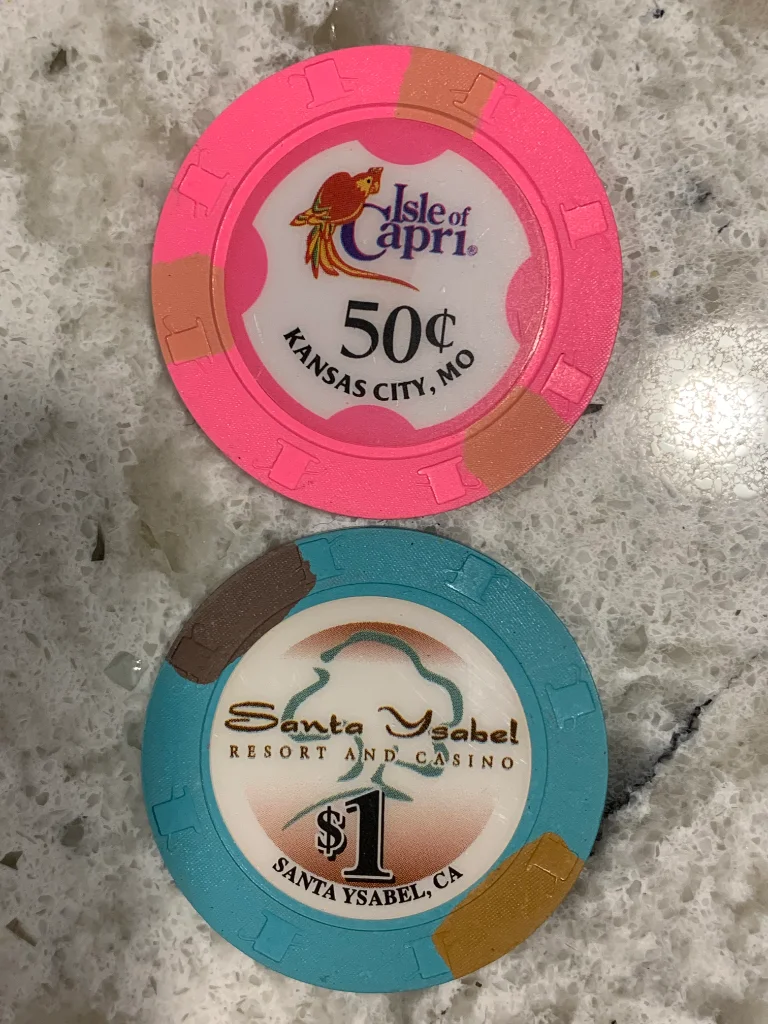 Isle of
Capri®
50¢
KANSAS CITY, MO
Santa Ysabel
RESORT AND CASINO
$1
SANTA YSABEL, CA